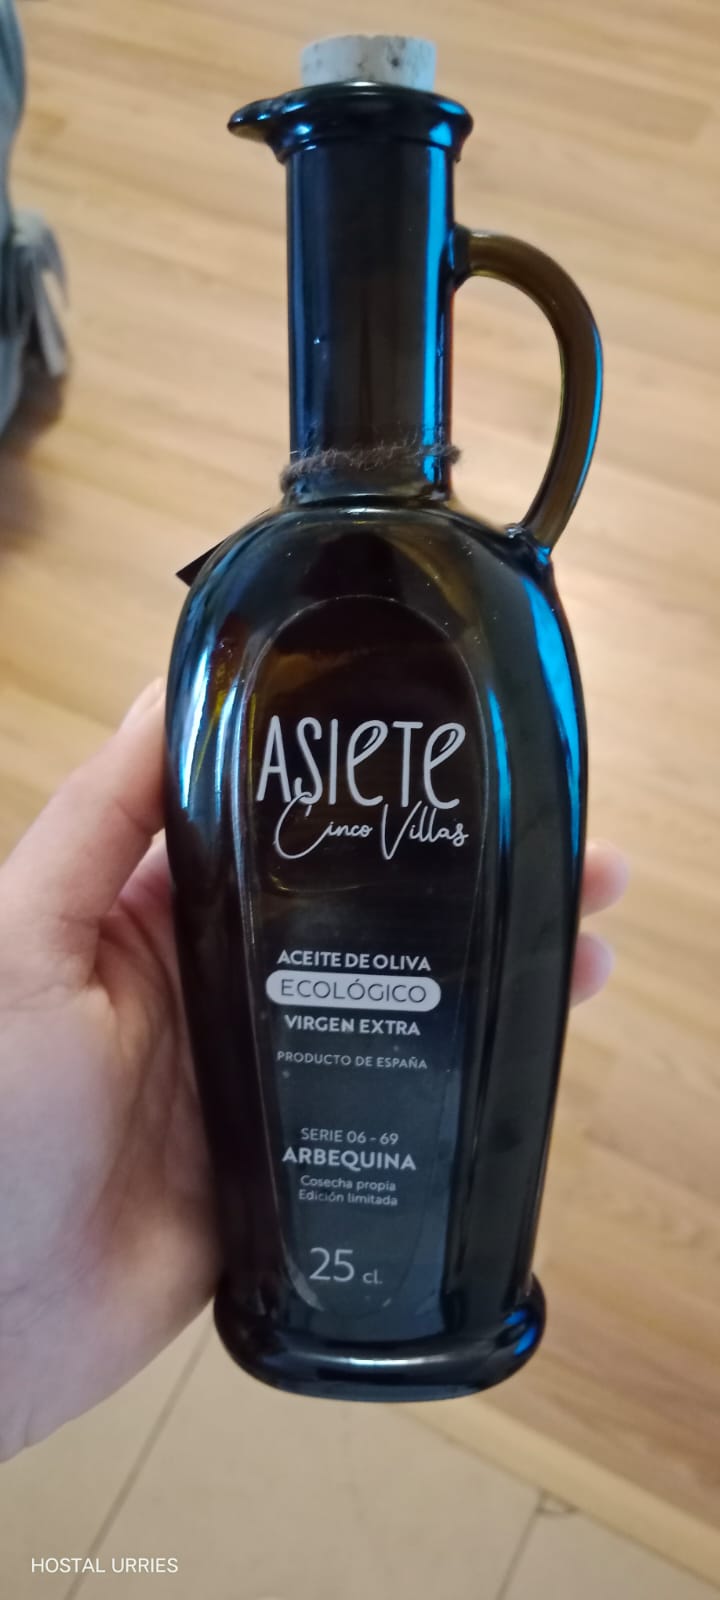 ASIETE
Cinco Villas
ACEITE DE OLIVA
ECOLÓGICO
VIRGEN EXTRA
PRODUCTO DE ESPAÑA
SERIE 06 - 69
ARBEQUINA
Cosecha propia
Edición limitada
25 cl.
HOSTAL URRIES